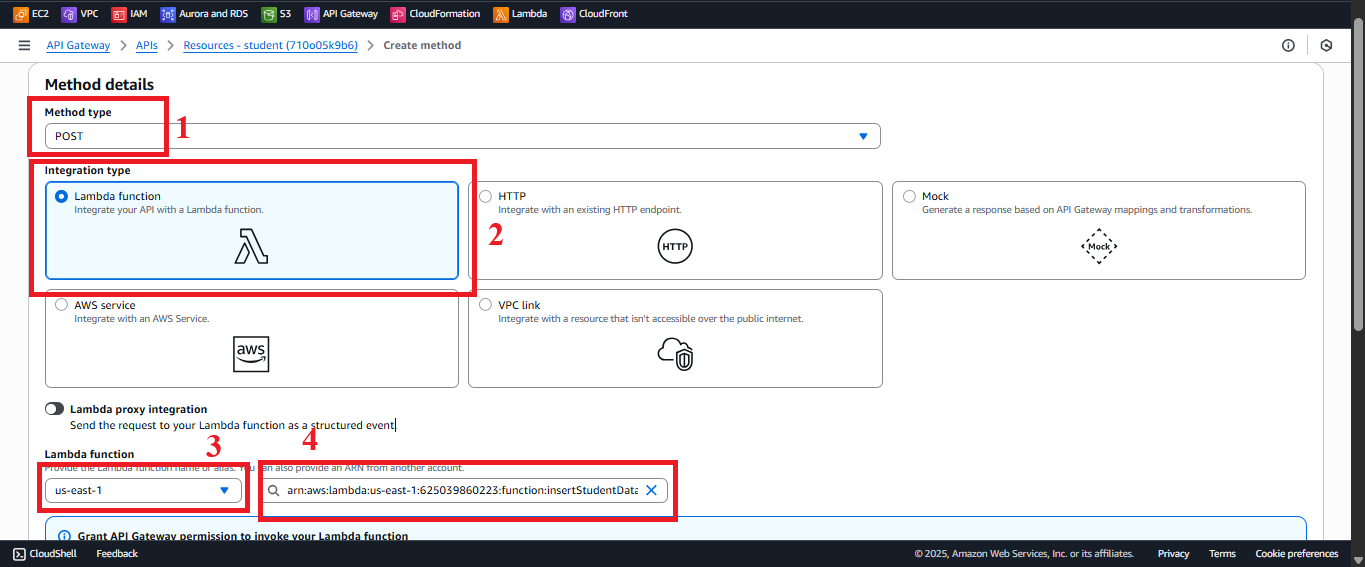 EC2 VPC IAM Aurora and RDS S3 API Gateway CloudFormation Lambda CloudFront
API Gateway > APIs > Resources - student (710o05k9b6) > Create method
Method details
Method type
POST
1
Integration type
Lambda function
Integrate your API with a Lambda function.
HTTP
Integrate with an existing HTTP endpoint.
HTTP
Mock
Generate a response based on API Gateway mappings and transformations.
Mock
2
AWS service
Integrate with an AWS Service.
aws
VPC link
Integrate with a resource that isn't accessible over the public internet.
Lambda proxy integration
Send the request to your Lambda function as a structured event
3
4
Lambda function
Provide the Lambda function name or alias. You can also provide an ARN from another account.
us-east-1
arn:aws:lambda:us-east-1:625039860223:function:insertStudentData
Grant API Gateway permission to invoke your Lambda function
CloudShell Feedback © 2025, Amazon Web Services, Inc. or its affiliates. Privacy Terms Cookie preferences